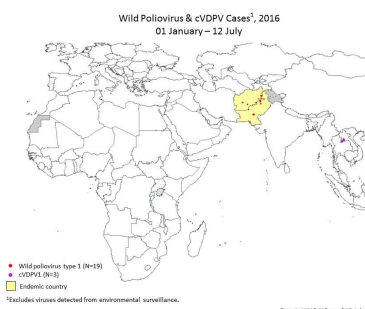 Wild Poliovirus & cVDPV Cases¹, 2016
01 January – 12 July
Wild poliovirus type 1 (N=19)
cVDPV1 (N=3)
Endemic country
¹Excludes viruses detected from environmental surveillance.